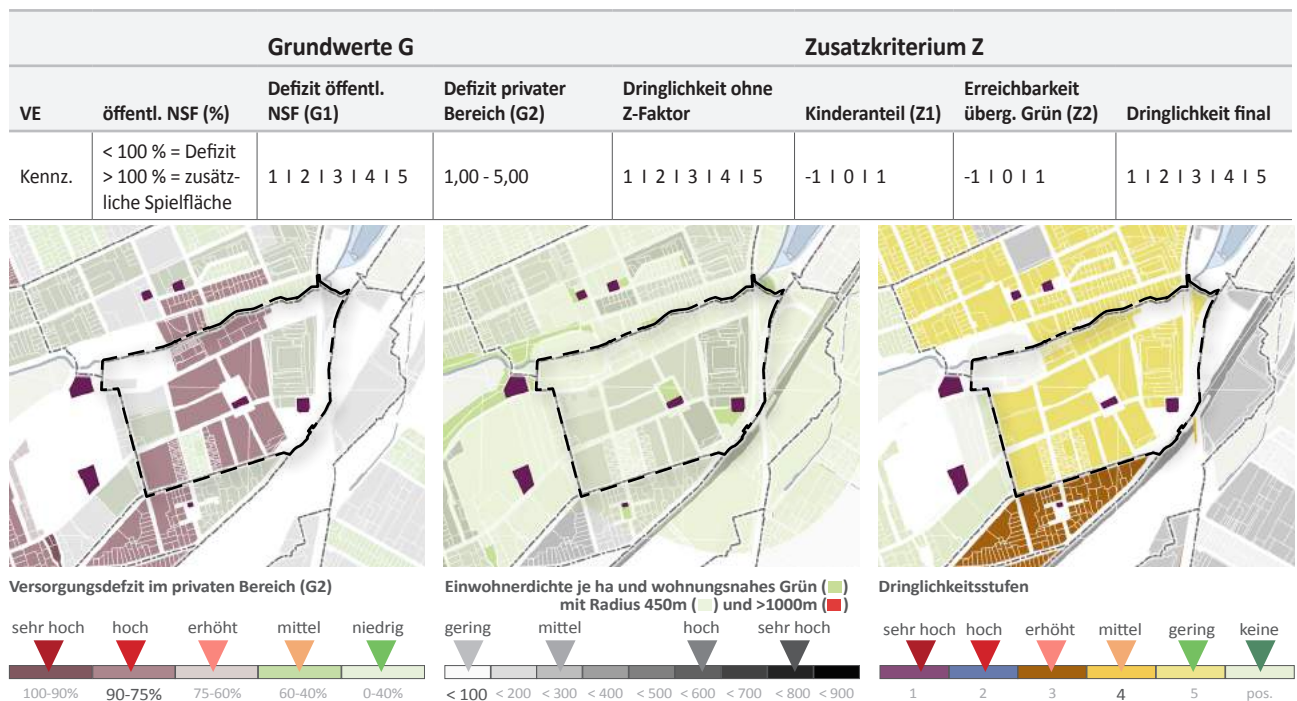 Grundwerte G
Zusatzkriterium Z
VE
öffentl. NSF (%)
Defizit öffentl.
NSF (G1)
Defizit privater
Bereich (G2)
Dringlichkeit ohne
Z-Faktor
Kinderanteil (Z1)
Erreichbarkeit
überg. Grün (Z2)
Dringlichkeit final
Kennz.
< 100 % = Defizit
> 100 % = zusätz-
liche Spielfläche
1 I 2 I 3 I 4 I 5
1,00 - 5,00
1 I 2 I 3 I 4 I 5
-1 I 0 I 1
-1 I 0 I 1
1 I 2 I 3 I 4 I 5
Versorgungsdefzit im privaten Bereich (G2)
sehr hoch hoch erhöht mittel niedrig
100-90% 90-75% 75-60% 60-40% 0-40%
Einwohnerdichte je ha und wohnungsnahes Grün ( )
mit Radius 450m ( ) und >1000m ( )
gering mittel hoch sehr hoch
< 100 < 200 < 300 < 400 < 500 < 600 < 700 < 800 < 900
Dringlichkeitsstufen
sehr hoch hoch erhöht mittel gering keine
1 2 3 4 5 pos.